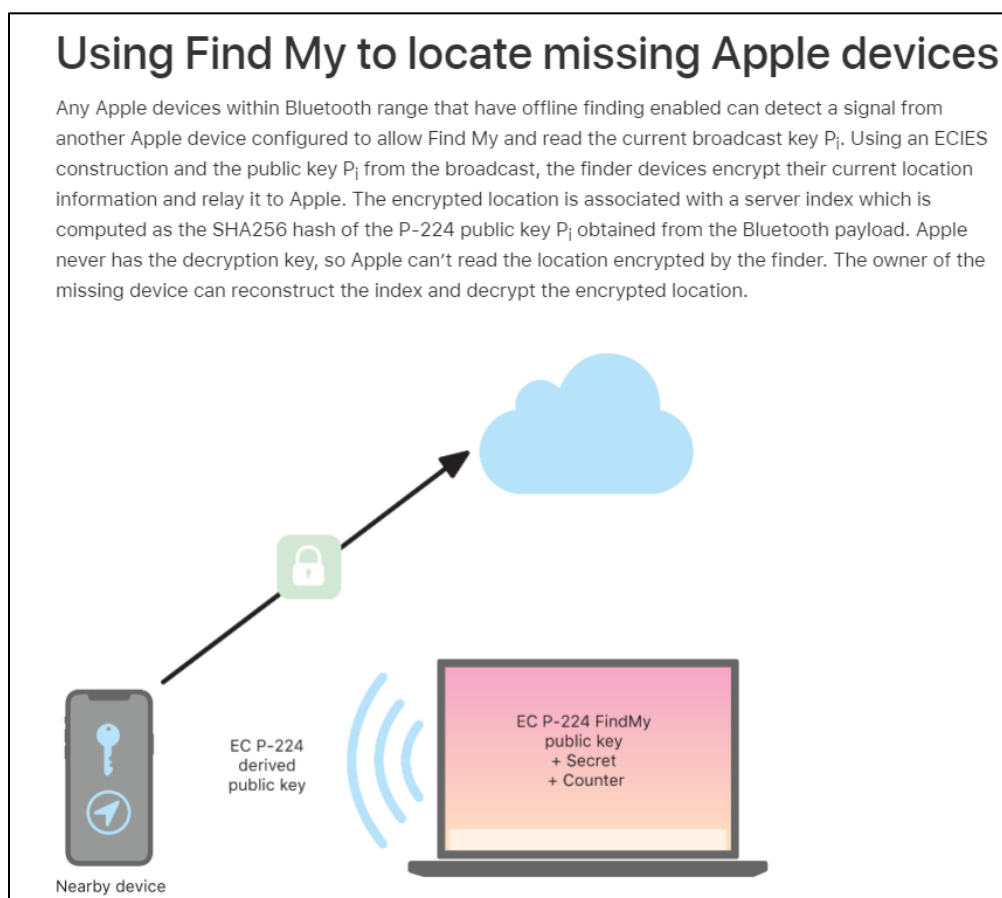 Using Find My to locate missing Apple devices
Any Apple devices within Bluetooth range that have offline finding enabled can detect a signal from
another Apple device configured to allow Find My and read the current broadcast key Pi. Using an ECIES
construction and the public key Pi from the broadcast, the finder devices encrypt their current location
information and relay it to Apple. The encrypted location is associated with a server index which is
computed as the SHA256 hash of the P-224 public key Pi obtained from the Bluetooth payload. Apple
never has the decryption key, so Apple can’t read the location encrypted by the finder. The owner of the
missing device can reconstruct the index and decrypt the encrypted location.
EC P-224
derived
public key
EC P-224 FindMy
public key
+ Secret
+ Counter
Nearby device